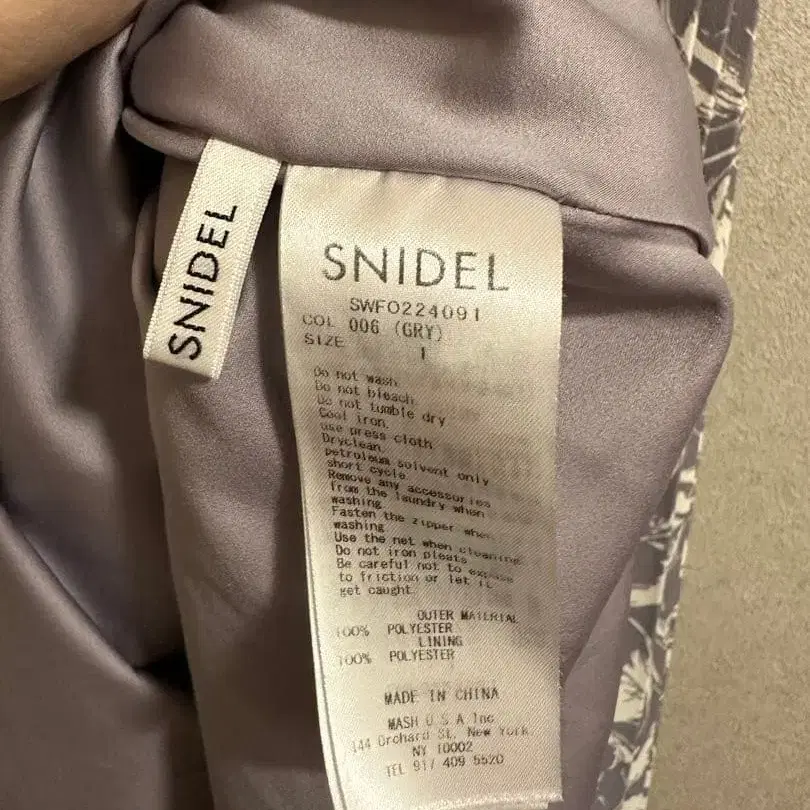 SNIDEL
SNIDEL
SWFO224091
COL 006 (GRY)
SIZE 1
Do not wash
Do not bleach
Do not tumble dry
Cool iron.
use press cloth.
Dryclean
petroleum solvent only
short cycle
Remove any accessories
from the laundry when
washing
Fasten the zipper when
washing
Use the net when cleaning
Do not iron pleats
Be careful not to expose
to friction or let it
get caught.
OUTER MATERIAL
100% POLYESTER
LINING
100% POLYESTER
MADE IN CHINA
MASH U.S.A Inc
144 Orchard St, New York,
NY 10002
TEL 917 409 5520